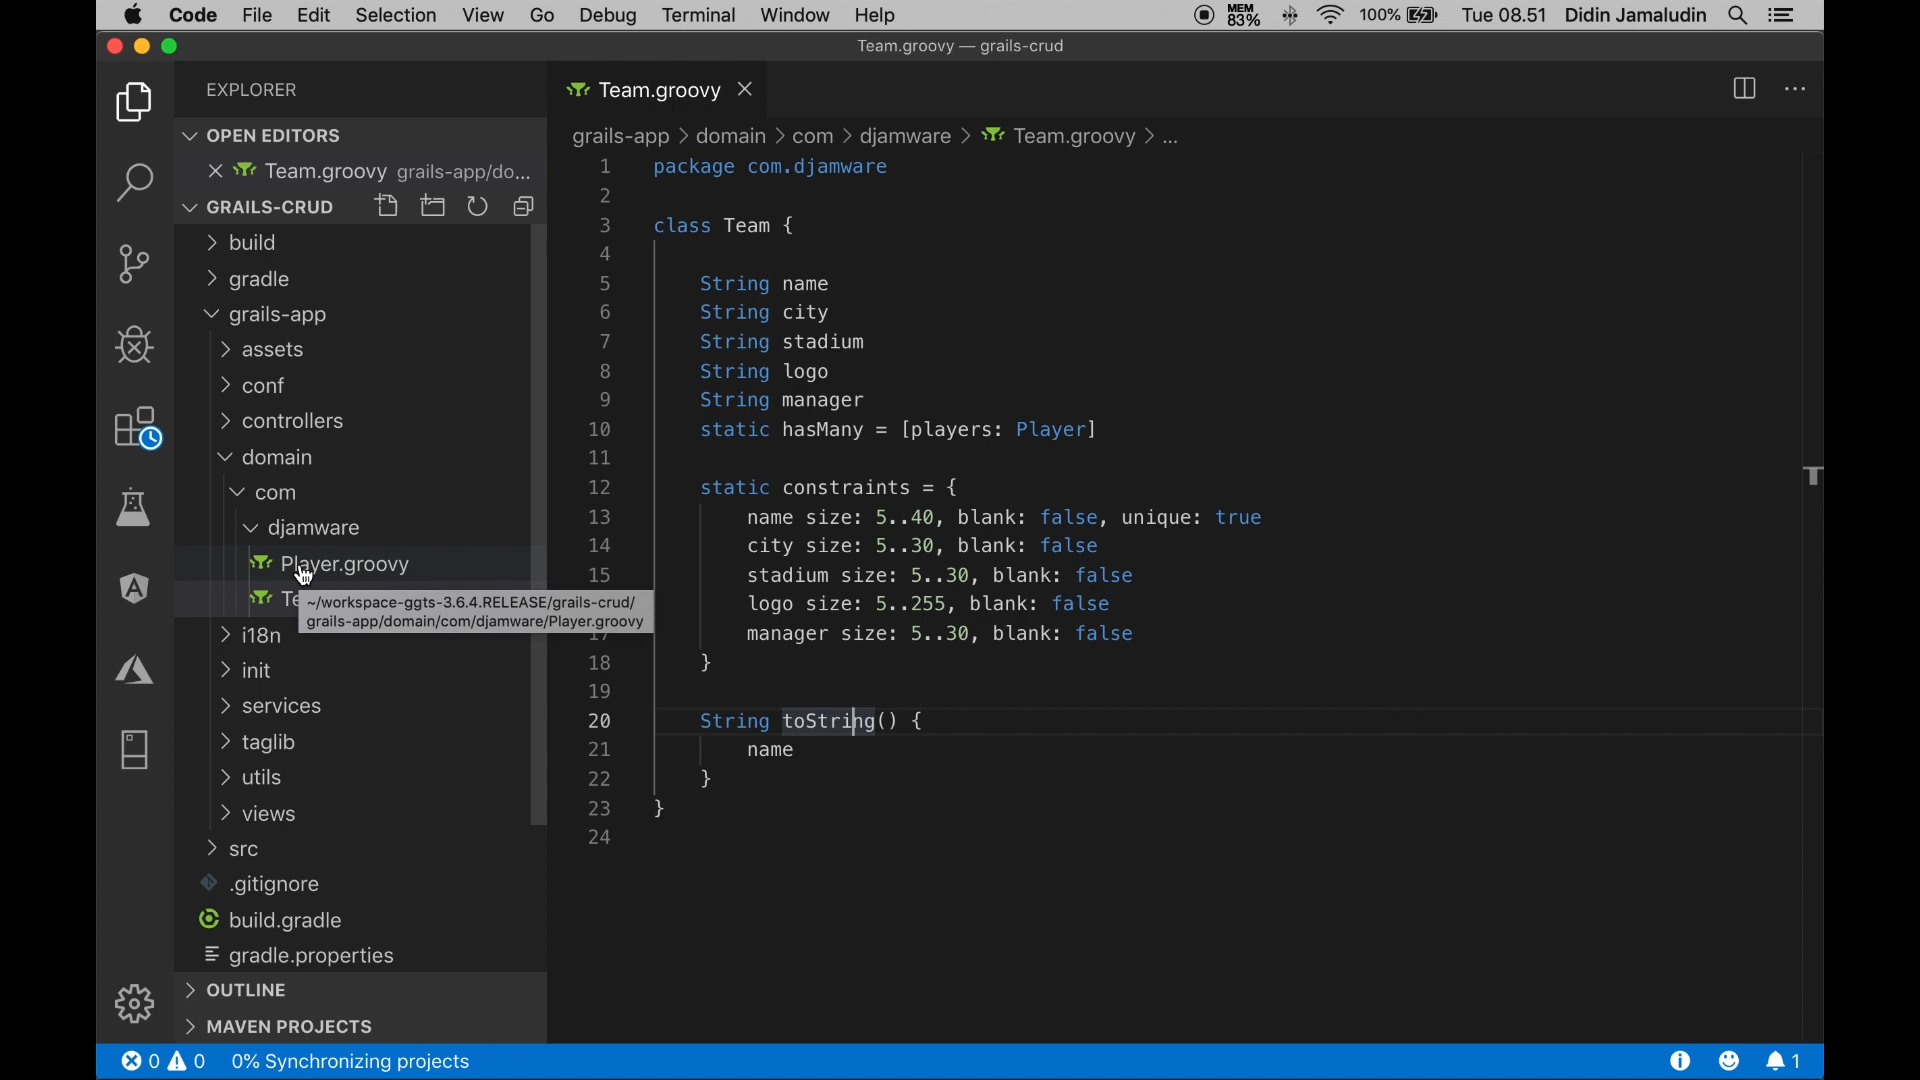 Code File Edit Selection View Go Debug Terminal Window Help MEM 83% 100% Tue 08.51 Didin Jamaludin
Team.groovy — grails-crud
EXPLORER
OPEN EDITORS
Team.groovy grails-app/do...
GRAILS-CRUD
build
gradle
grails-app
assets
conf
controllers
domain
com
djamware
Player.groovy
Te
~/workspace-ggts-3.6.4.RELEASE/grails-crud/
grails-app/domain/com/djamware/Player.groovy
i18n
init
services
taglib
utils
views
src
.gitignore
build.gradle
gradle.properties
OUTLINE
MAVEN PROJECTS
Team.groovy
grails-app > domain > com > djamware > Team.groovy > ...
1 package com.djamware
2
3 class Team {
4
5 String name
6 String city
7 String stadium
8 String logo
9 String manager
10 static hasMany = [players: Player]
11
12 static constraints = {
13 name size: 5..40, blank: false, unique: true
14 city size: 5..30, blank: false
15 stadium size: 5..30, blank: false
logo size: 5..255, blank: false
17 manager size: 5..30, blank: false
18 }
19
20 String toString() {
21 name
22 }
23 }
24
0 0 0% Synchronizing projects 1